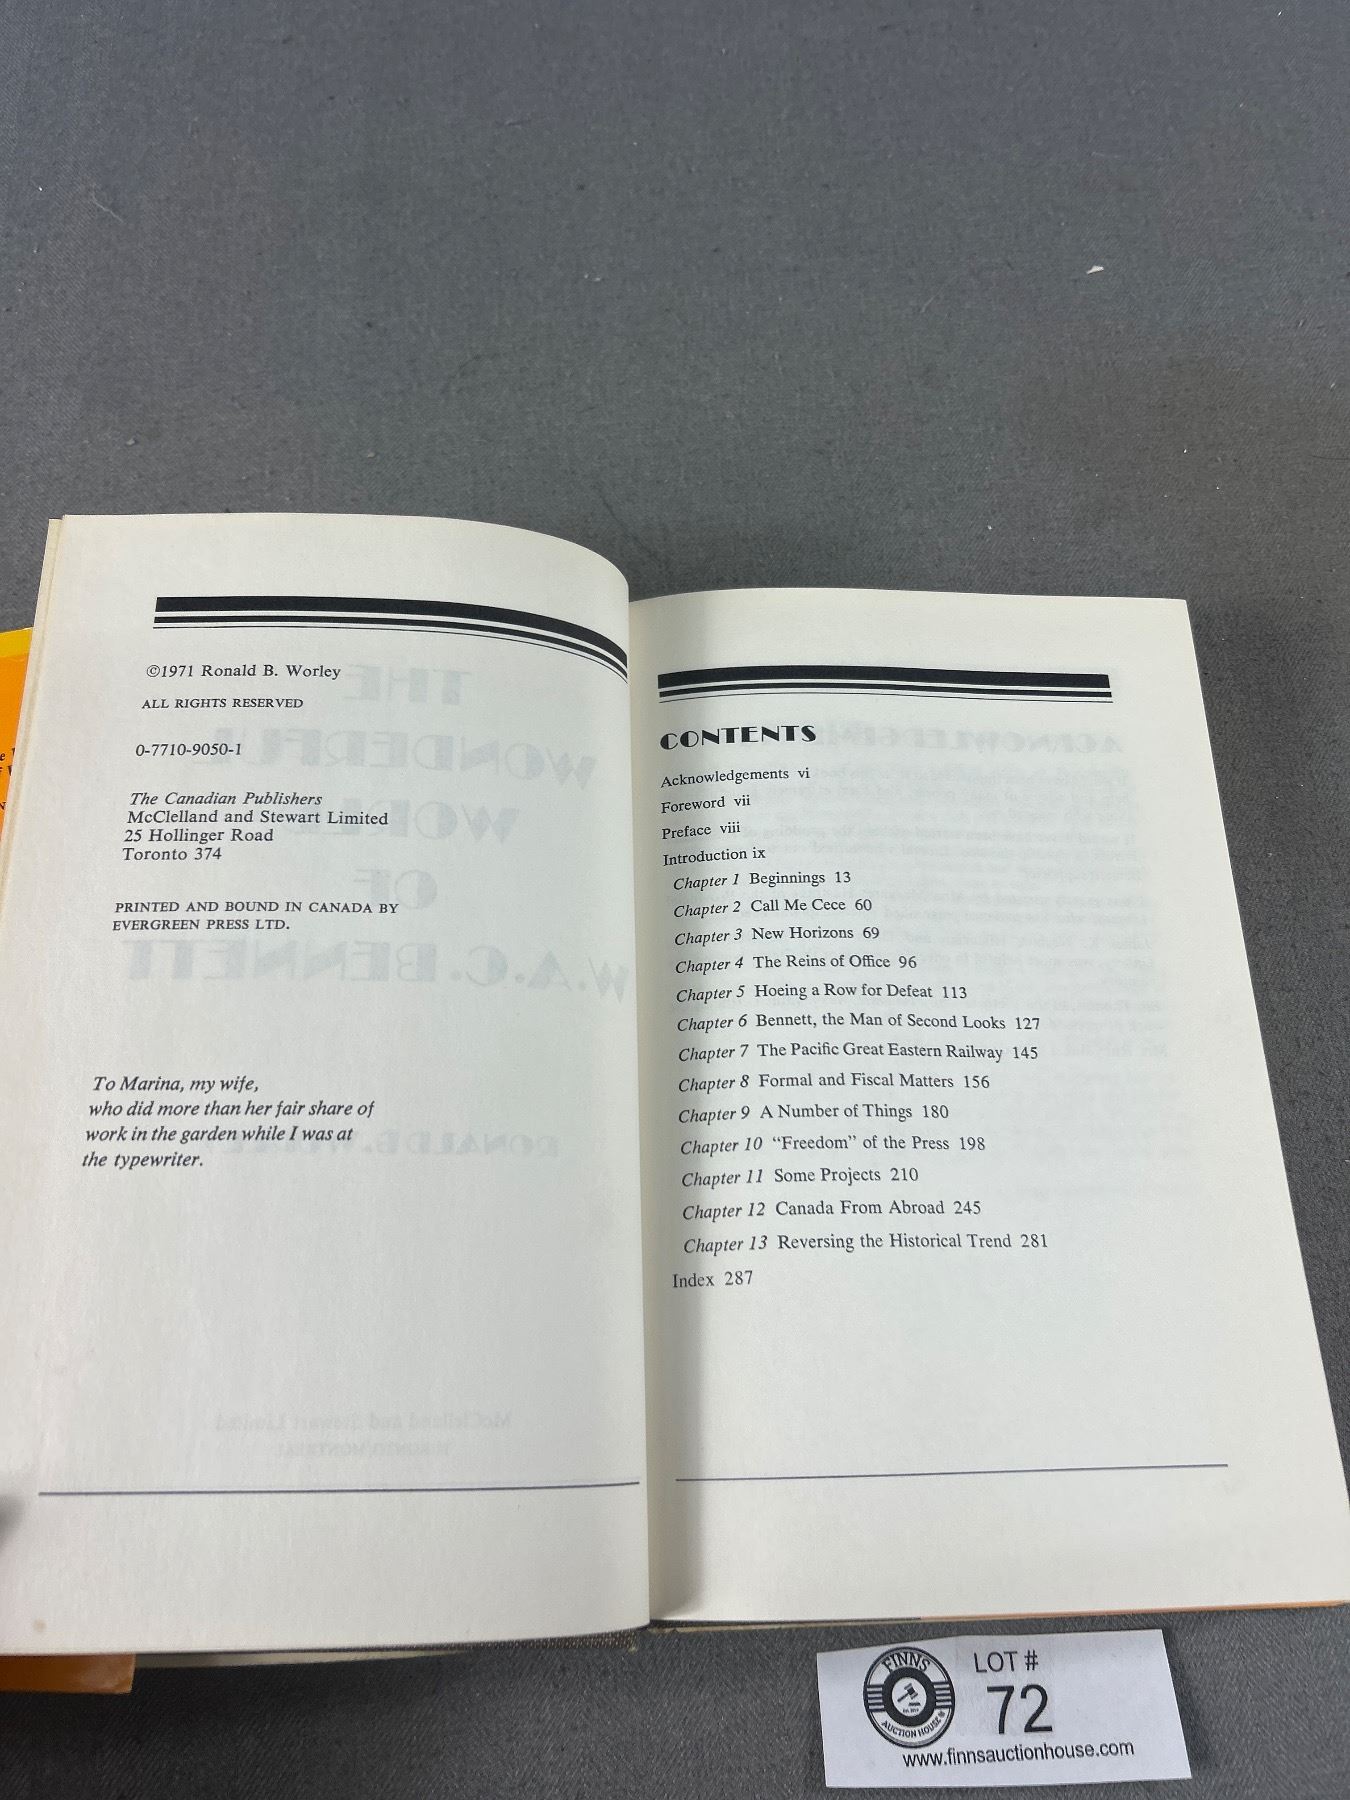 ©1971 Ronald B. Worley
ALL RIGHTS RESERVED
0-7710-9050-1
The Canadian Publishers
McClelland and Stewart Limited
25 Hollinger Road
Toronto 374
PRINTED AND BOUND IN CANADA BY
EVERGREEN PRESS LTD.
To Marina, my wife,
who did more than her fair share of
work in the garden while I was at
the typewriter.
CONTENTS
Acknowledgements vi
Foreword vii
Preface viii
Introduction ix
Chapter 1 Beginnings 13
Chapter 2 Call Me Cece 60
Chapter 3 New Horizons 69
Chapter 4 The Reins of Office 96
Chapter 5 Hoeing a Row for Defeat 113
Chapter 6 Bennett, the Man of Second Looks 127
Chapter 7 The Pacific Great Eastern Railway 145
Chapter 8 Formal and Fiscal Matters 156
Chapter 9 A Number of Things 180
Chapter 10 “Freedom” of the Press 198
Chapter 11 Some Projects 210
Chapter 12 Canada From Abroad 245
Chapter 13 Reversing the Historical Trend 281
Index 287
FINNS
AUCTION HOUSE
LOT #
72
www.finnsauctionhouse.com